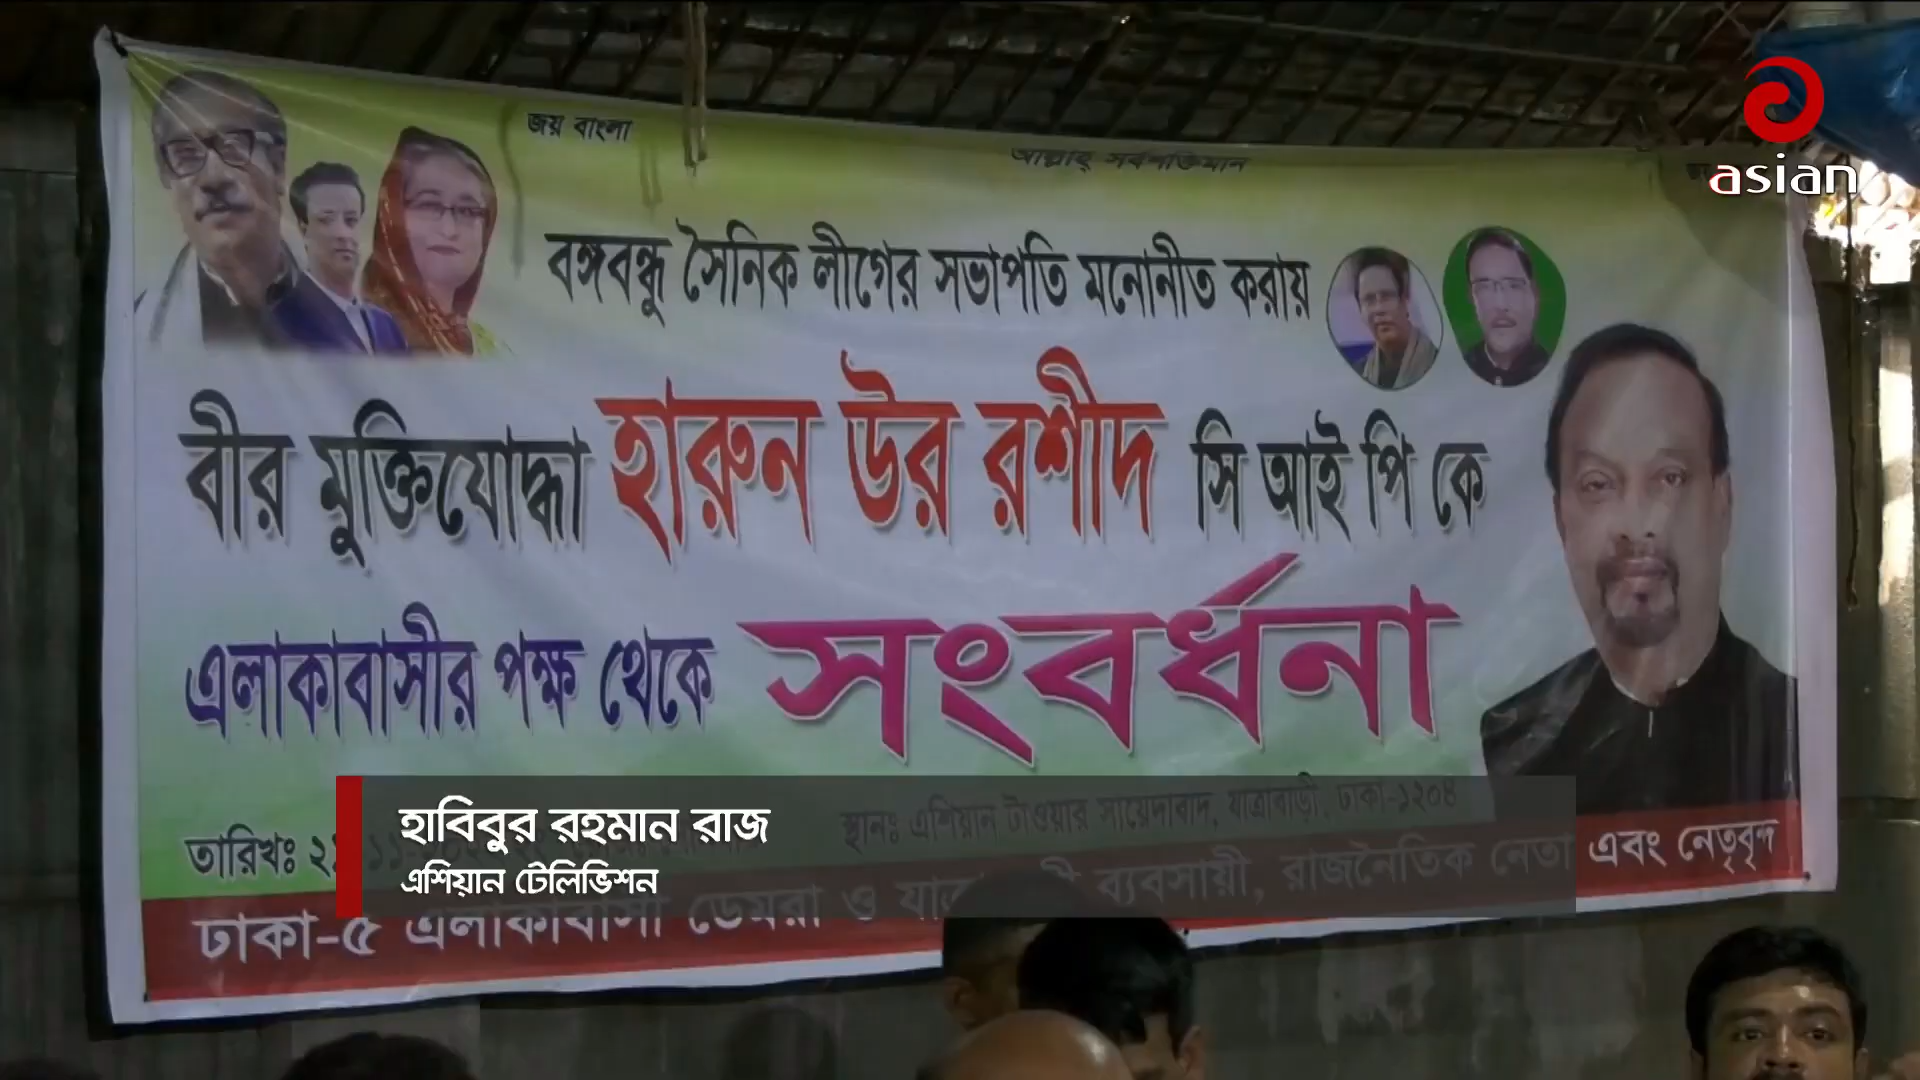 জয় বাংলা
আল্লাহ্ সর্বশক্তিমান
asian
বঙ্গবন্ধু সৈনিক লীগের সভাপতি মনোনীত করায়
বীর মুক্তিযোদ্ধা হারুন উর রশীদ সি আই পি কে
এলাকাবাসীর পক্ষ থেকে সংবর্ধনা
তারিখঃ
স্থানঃ এশিয়ান টাওয়ার সায়েদাবাদ, যাত্রাবাড়ী, ঢাকা-১২০৪
হাবিবুর রহমান রাজ
এশিয়ান টেলিভিশন
ঢাকা-৫ এলাকাবাসী ডেমরা ও ব্যবসায়ী, রাজনৈতিক নেতা এবং নেতৃবৃন্দ